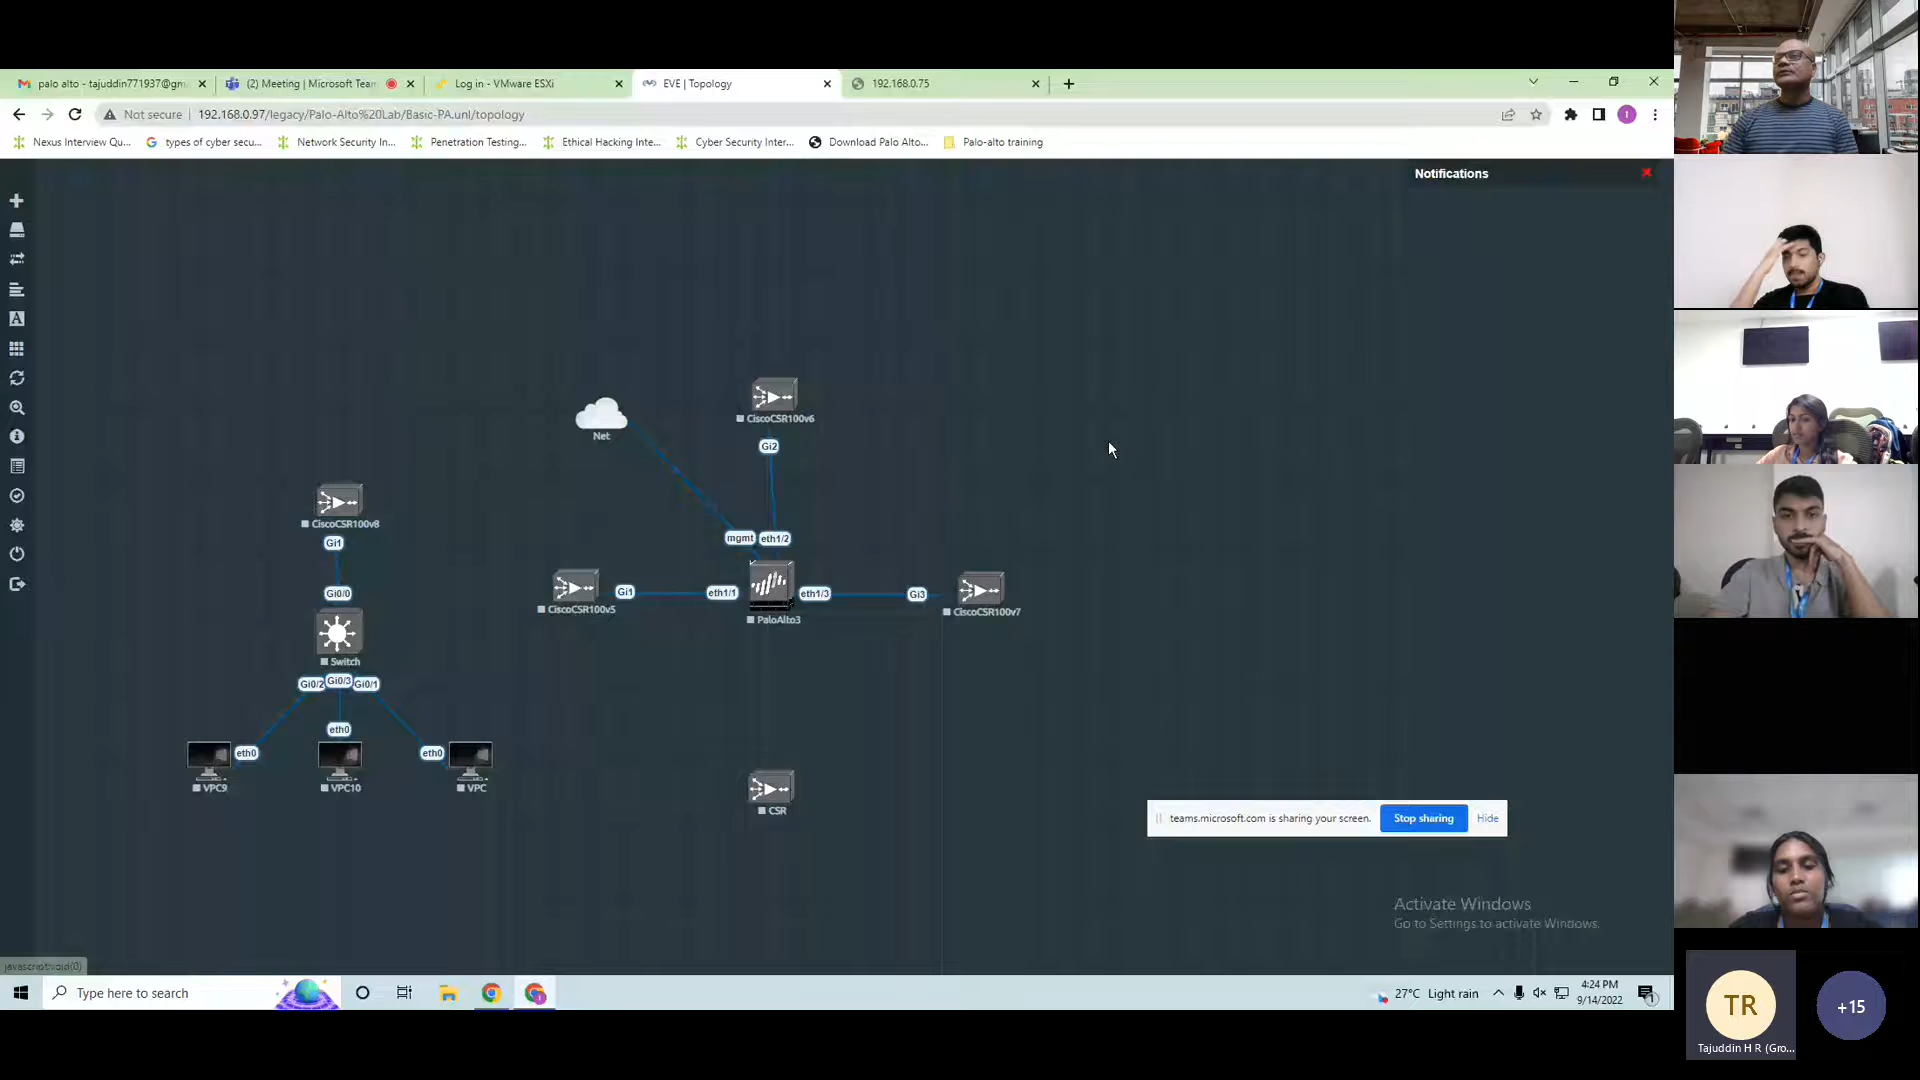 palo alto - tajuddin771937@gm
(2) Meeting | Microsoft Team
Log in - VMware ESXi
EVE | Topology
192.168.0.75
Not secure
192.168.0.97/legacy/Palo-Alto%20Lab/Basic-PA.unl/topology
Nexus Interview Qu...
types of cyber secu...
Network Security In...
Penetration Testing...
Ethical Hacking Inte...
Cyber Security Inter...
Download Palo Alto...
Palo-alto training
Notifications
CiscoCSR100v6
Net
Gi2
CiscoCSR100v8
Gi1
mgmt
eth1/2
CiscoCSR100v5
Gi1
eth1/1
eth1/3
Gi3
CiscoCSR100v7
PaloAlto3
Gi0/0
Switch
Gi0/2
Gi0/3
Gi0/1
eth0
eth0
eth0
VPC9
VPC10
VPC
CSR
teams.microsoft.com is sharing your screen.
Stop sharing
Hide
Activate Windows
Go to Settings to activate Windows.
javascript:void(0)
Type here to search
27°C Light rain
4:24 PM
9/14/2022
1
TR
Tajuddin H R (Gro...
+15